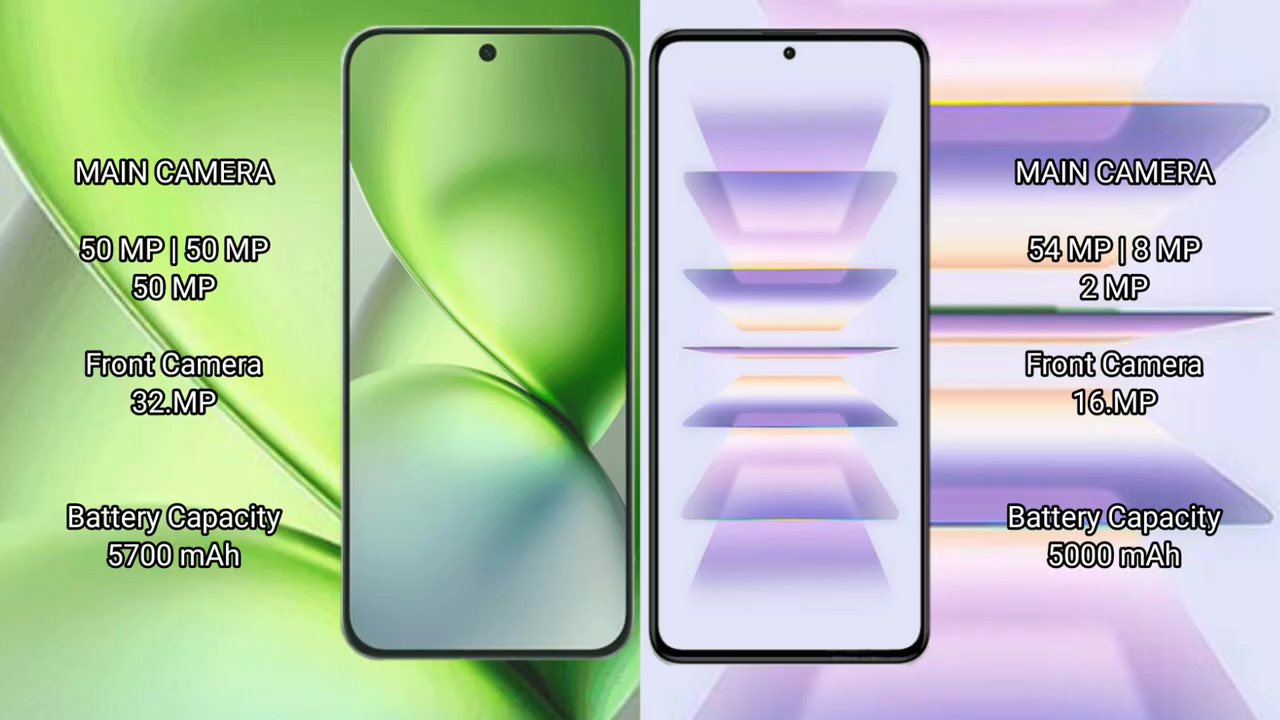 MAIN CAMERA
50 MP | 50 MP
50 MP
Front Camera
32.MP
Battery Capacity
5700 mAh
MAIN CAMERA
54 MP | 8 MP
2 MP
Front Camera
16.MP
Battery Capacity
5000 mAh